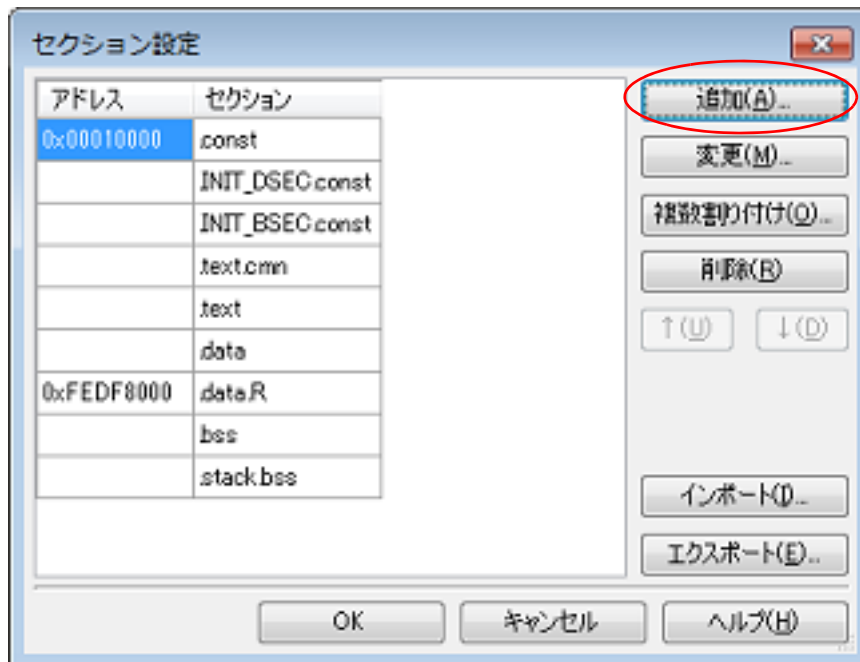 セクション設定
アドレス セクション
0x00010000 .const
.INIT_DSEC.const
.INIT_BSEC.const
.text.cmn
.text
.data
0xFEDF8000 .data.R
.bss
.stack.bss
追加(A)...
変更(M)...
複数割り付け(O)...
削除(R)
↑(U) ↓(D)
インポート(I)...
エクスポート(E)...
OK キャンセル ヘルプ(H)